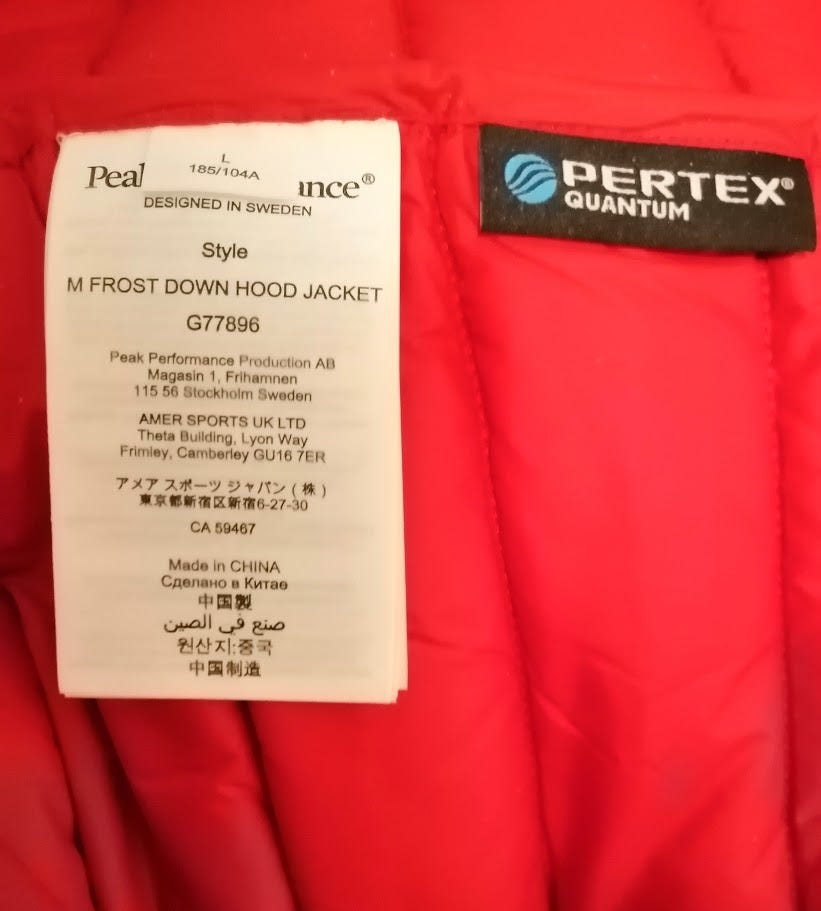 L
185/104A
Peak Performance®
DESIGNED IN SWEDEN
Style
M FROST DOWN HOOD JACKET
G77896
Peak Performance Production AB
Magasin 1, Frihamnen
115 56 Stockholm Sweden
AMER SPORTS UK LTD
Theta Building, Lyon Way
Frimley, Camberley GU16 7ER
アメア スポーツ ジャパン ( 株 )
東京都新宿区新宿6-27-30
CA 59467
Made in CHINA
Сделано в Китае
中国製
صنع في الصين
원산지:중국
中国制造
PERTEX®
QUANTUM